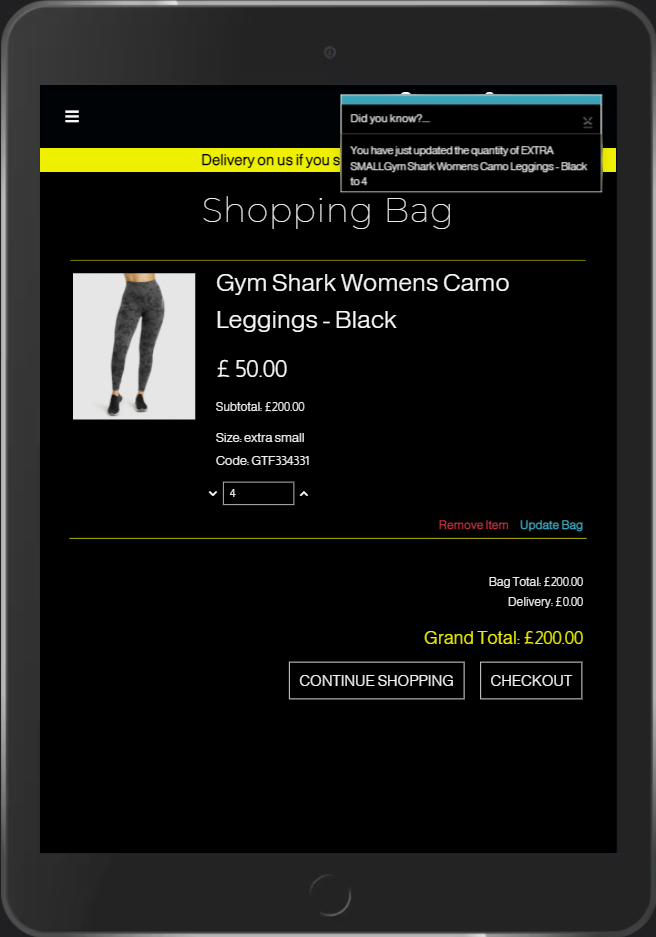 Did you know?...
You have just updated the quantity of EXTRA
SMALLGym Shark Womens Camo Leggings - Black
to 4
Delivery on us if you s
Shopping Bag
Gym Shark Womens Camo
Leggings - Black
£ 50.00
Subtotal: £200.00
Size: extra small
Code: GTF334331
4
Remove Item Update Bag
Bag Total: £200.00
Delivery: £0.00
Grand Total: £200.00
CONTINUE SHOPPING CHECKOUT